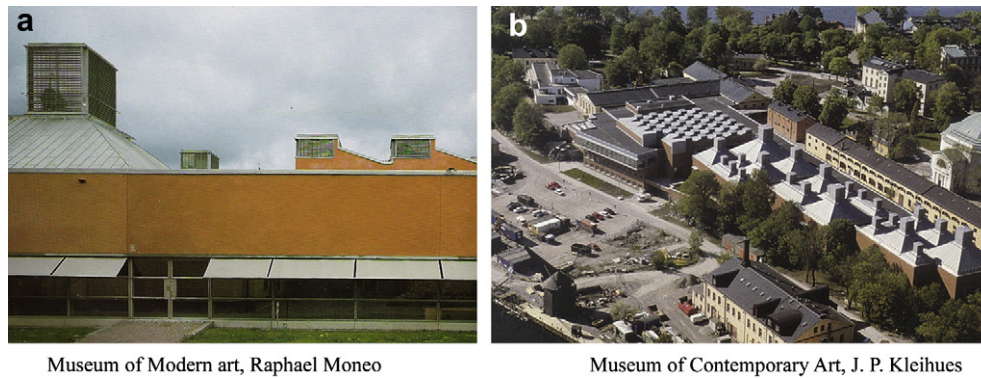 a
b
Museum of Modern art, Raphael Moneo
Museum of Contemporary Art, J. P. Kleihues